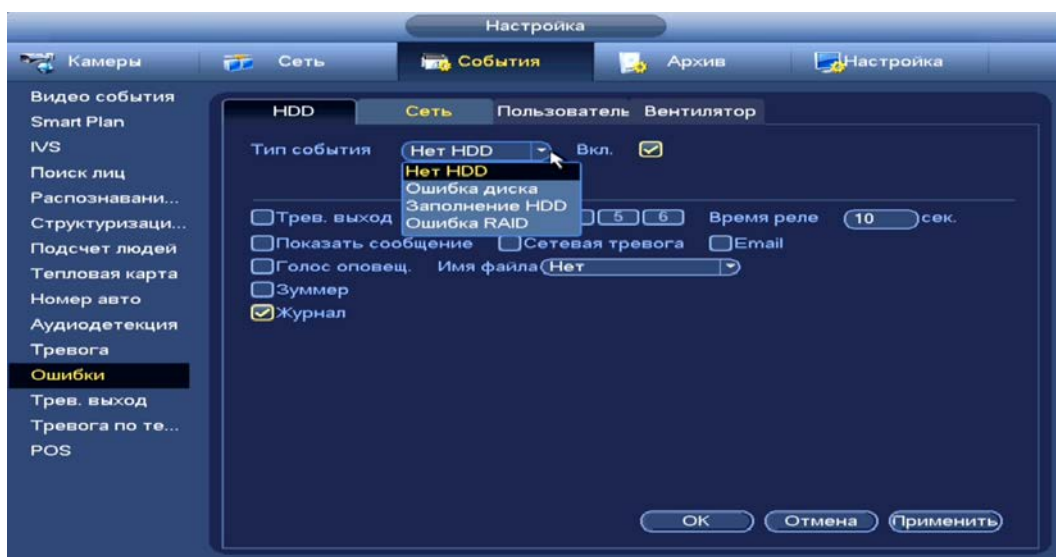 Настройка
Камеры Сеть События Архив Настройка
Видео события
Smart Plan
IVS
Поиск лиц
Распознавани...
Структуризаци...
Подсчет людей
Тепловая карта
Номер авто
Аудиодетекция
Тревога
Ошибки
Трев. выход
Тревога по те...
POS
HDD Сеть Пользователь Вентилятор
Тип события Нет HDD Вкл.
Нет HDD
Ошибка диска
Заполнение HDD
Ошибка RAID
Трев. выход 5 6 Время реле 10 сек.
Показать сообщение Сетевая тревога Email
Голос оповещ. Имя файла Нет
Зуммер
Журнал
OK Отмена Применить